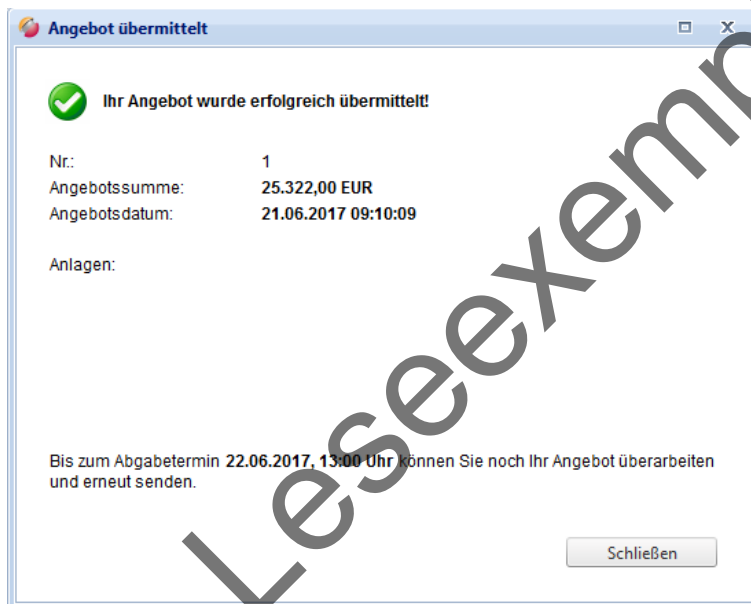 Angebot übermittelt
Ihr Angebot wurde erfolgreich übermittelt!
Nr.: 1
Angebotssumme: 25.322,00 EUR
Angebotsdatum: 21.06.2017 09:10:09
Anlagen:
Bis zum Abgabetermin 22.06.2017, 13:00 Uhr können Sie noch Ihr Angebot überarbeiten
und erneut senden.
Schließen